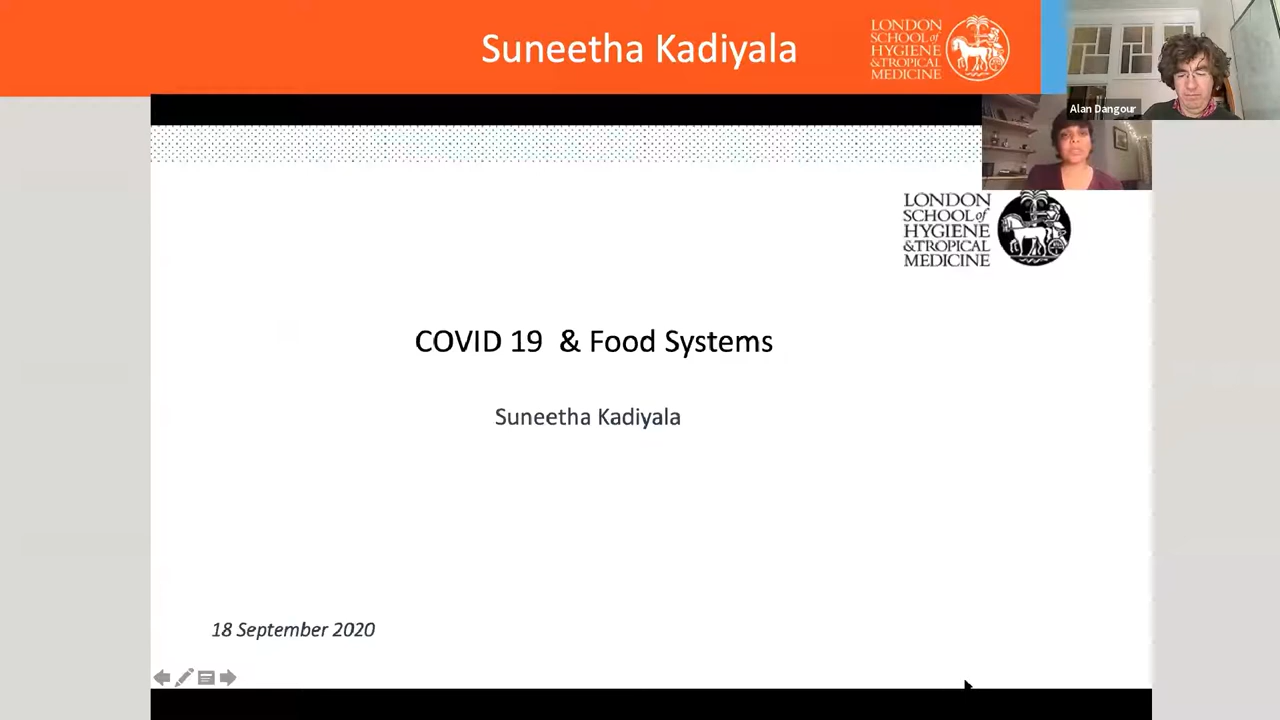 Suneetha Kadiyala
LONDON
SCHOOL of
HYGIENE
& TROPICAL
MEDICINE
Alan Dangour
LONDON
SCHOOL of
HYGIENE
& TROPICAL
MEDICINE
COVID 19 & Food Systems
Suneetha Kadiyala
18 September 2020